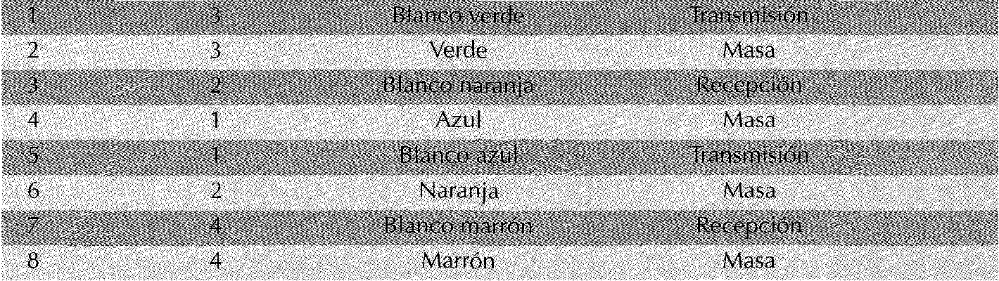 1 3 Blanco verde Transmisión
2 3 Verde Masa
3 2 Blanco naranja Recepción
4 1 Azul Masa
5 1 Blanco azul Transmisión
6 2 Naranja Masa
7 4 Blanco marrón Recepción
8 4 Marrón Masa